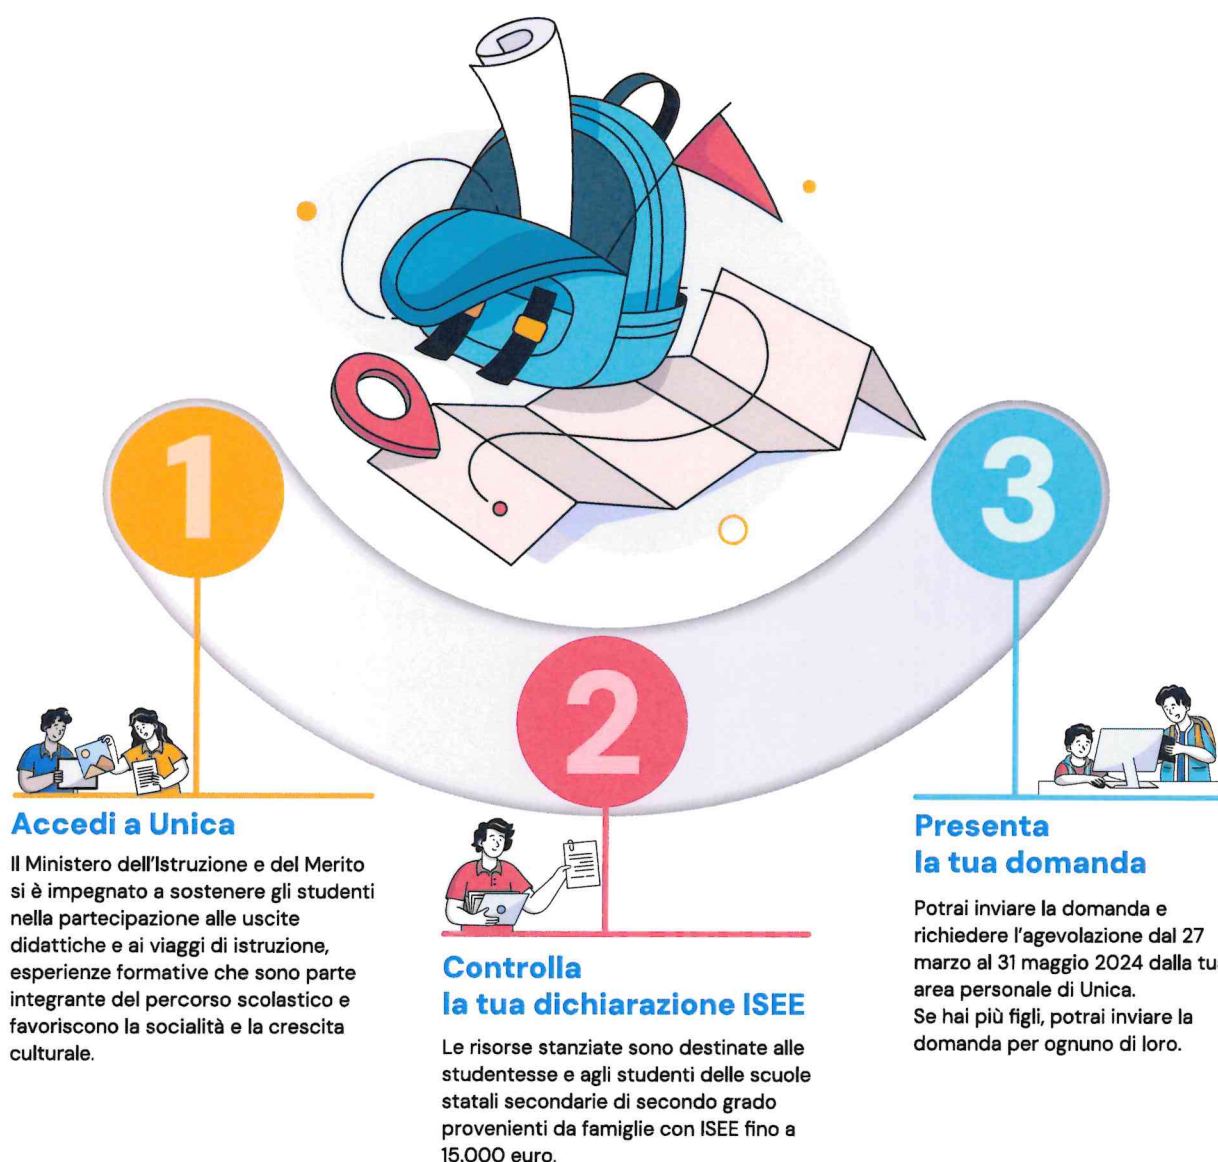 1
Accedi a Unica
Il Ministero dell'Istruzione e del Merito
si è impegnato a sostenere gli studenti
nella partecipazione alle uscite
didattiche e ai viaggi di istruzione,
esperienze formative che sono parte
integrante del percorso scolastico e
favoriscono la socialità e la crescita
culturale.
2
Controlla
la tua dichiarazione ISEE
Le risorse stanziate sono destinate alle
studentesse e agli studenti delle scuole
statali secondarie di secondo grado
provenienti da famiglie con ISEE fino a
15.000 euro.
3
Presenta
la tua domanda
Potrai inviare la domanda e
richiedere l'agevolazione dal 27
marzo al 31 maggio 2024 dalla tu
area personale di Unica.
Se hai più figli, potrai inviare la
domanda per ognuno di loro.